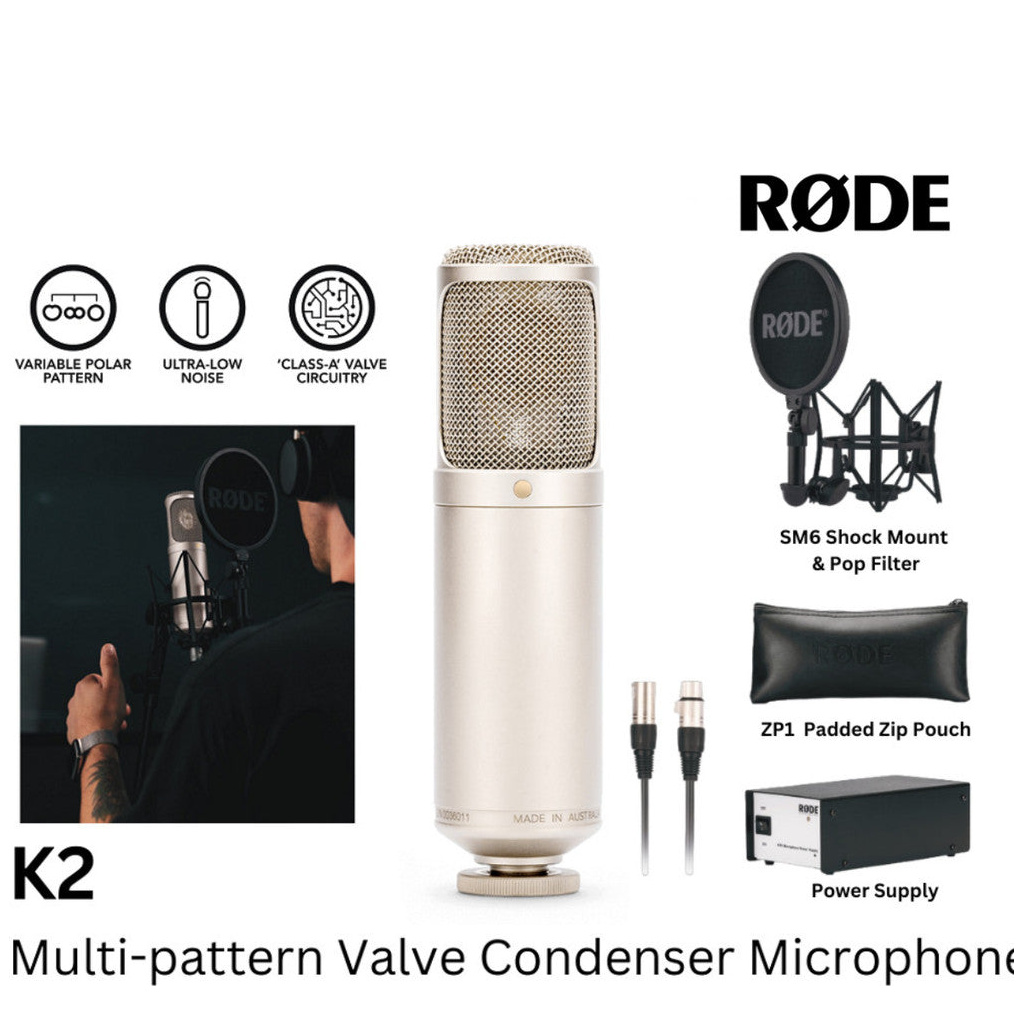 RØDE
VARIABLE POLAR
PATTERN
ULTRA-LOW
NOISE
‘CLASS-A’ VALVE
CIRCUITRY
RØDE®
RØDE
SM6 Shock Mount
& Pop Filter
RØDE
ZP1 Padded Zip Pouch
RØDE
Power Supply
MADE IN AUSTRALIA
K2
Multi-pattern Valve Condenser Microphone